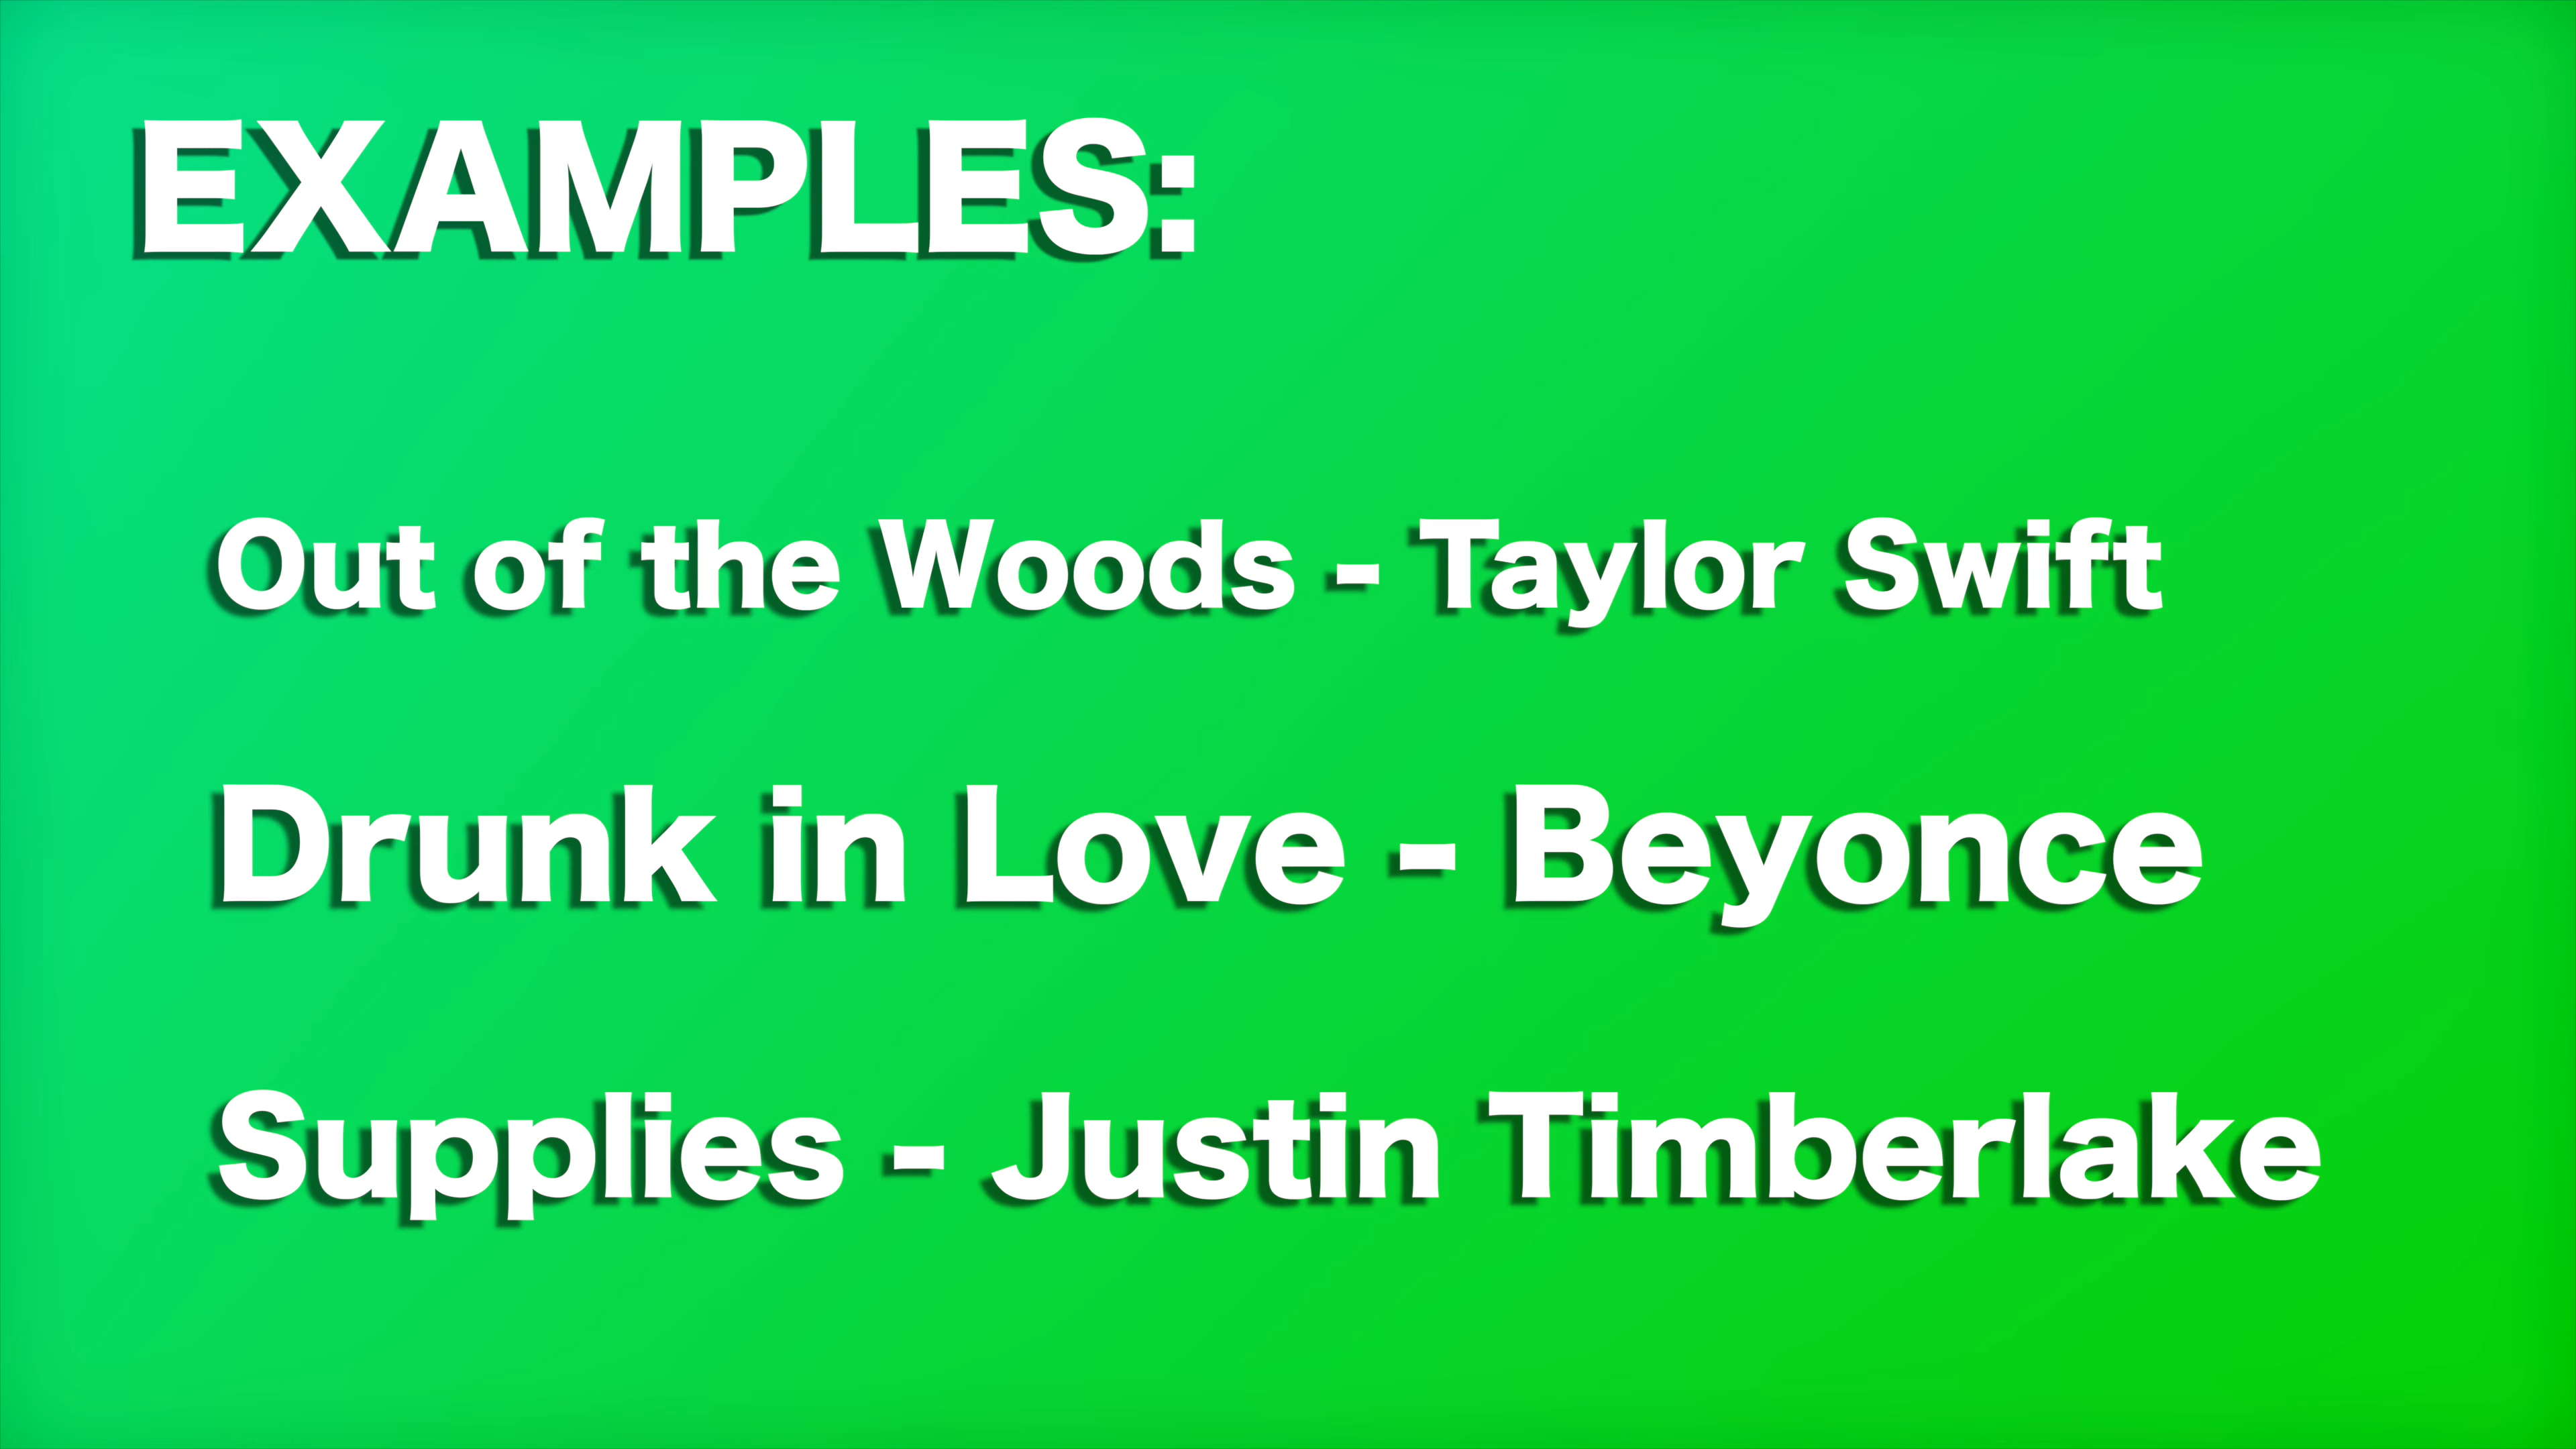 EXAMPLES:
Out of the Woods - Taylor Swift
Drunk in Love - Beyonce
Supplies - Justin Timberlake